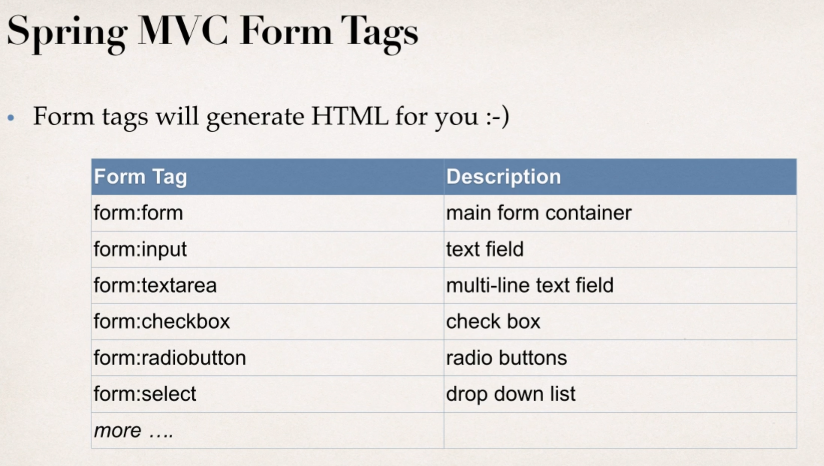 Spring MVC Form Tags
• Form tags will generate HTML for you :-)
Form Tag Description
form:form main form container
form:input text field
form:textarea multi-line text field
form:checkbox check box
form:radiobutton radio buttons
form:select drop down list
more ….